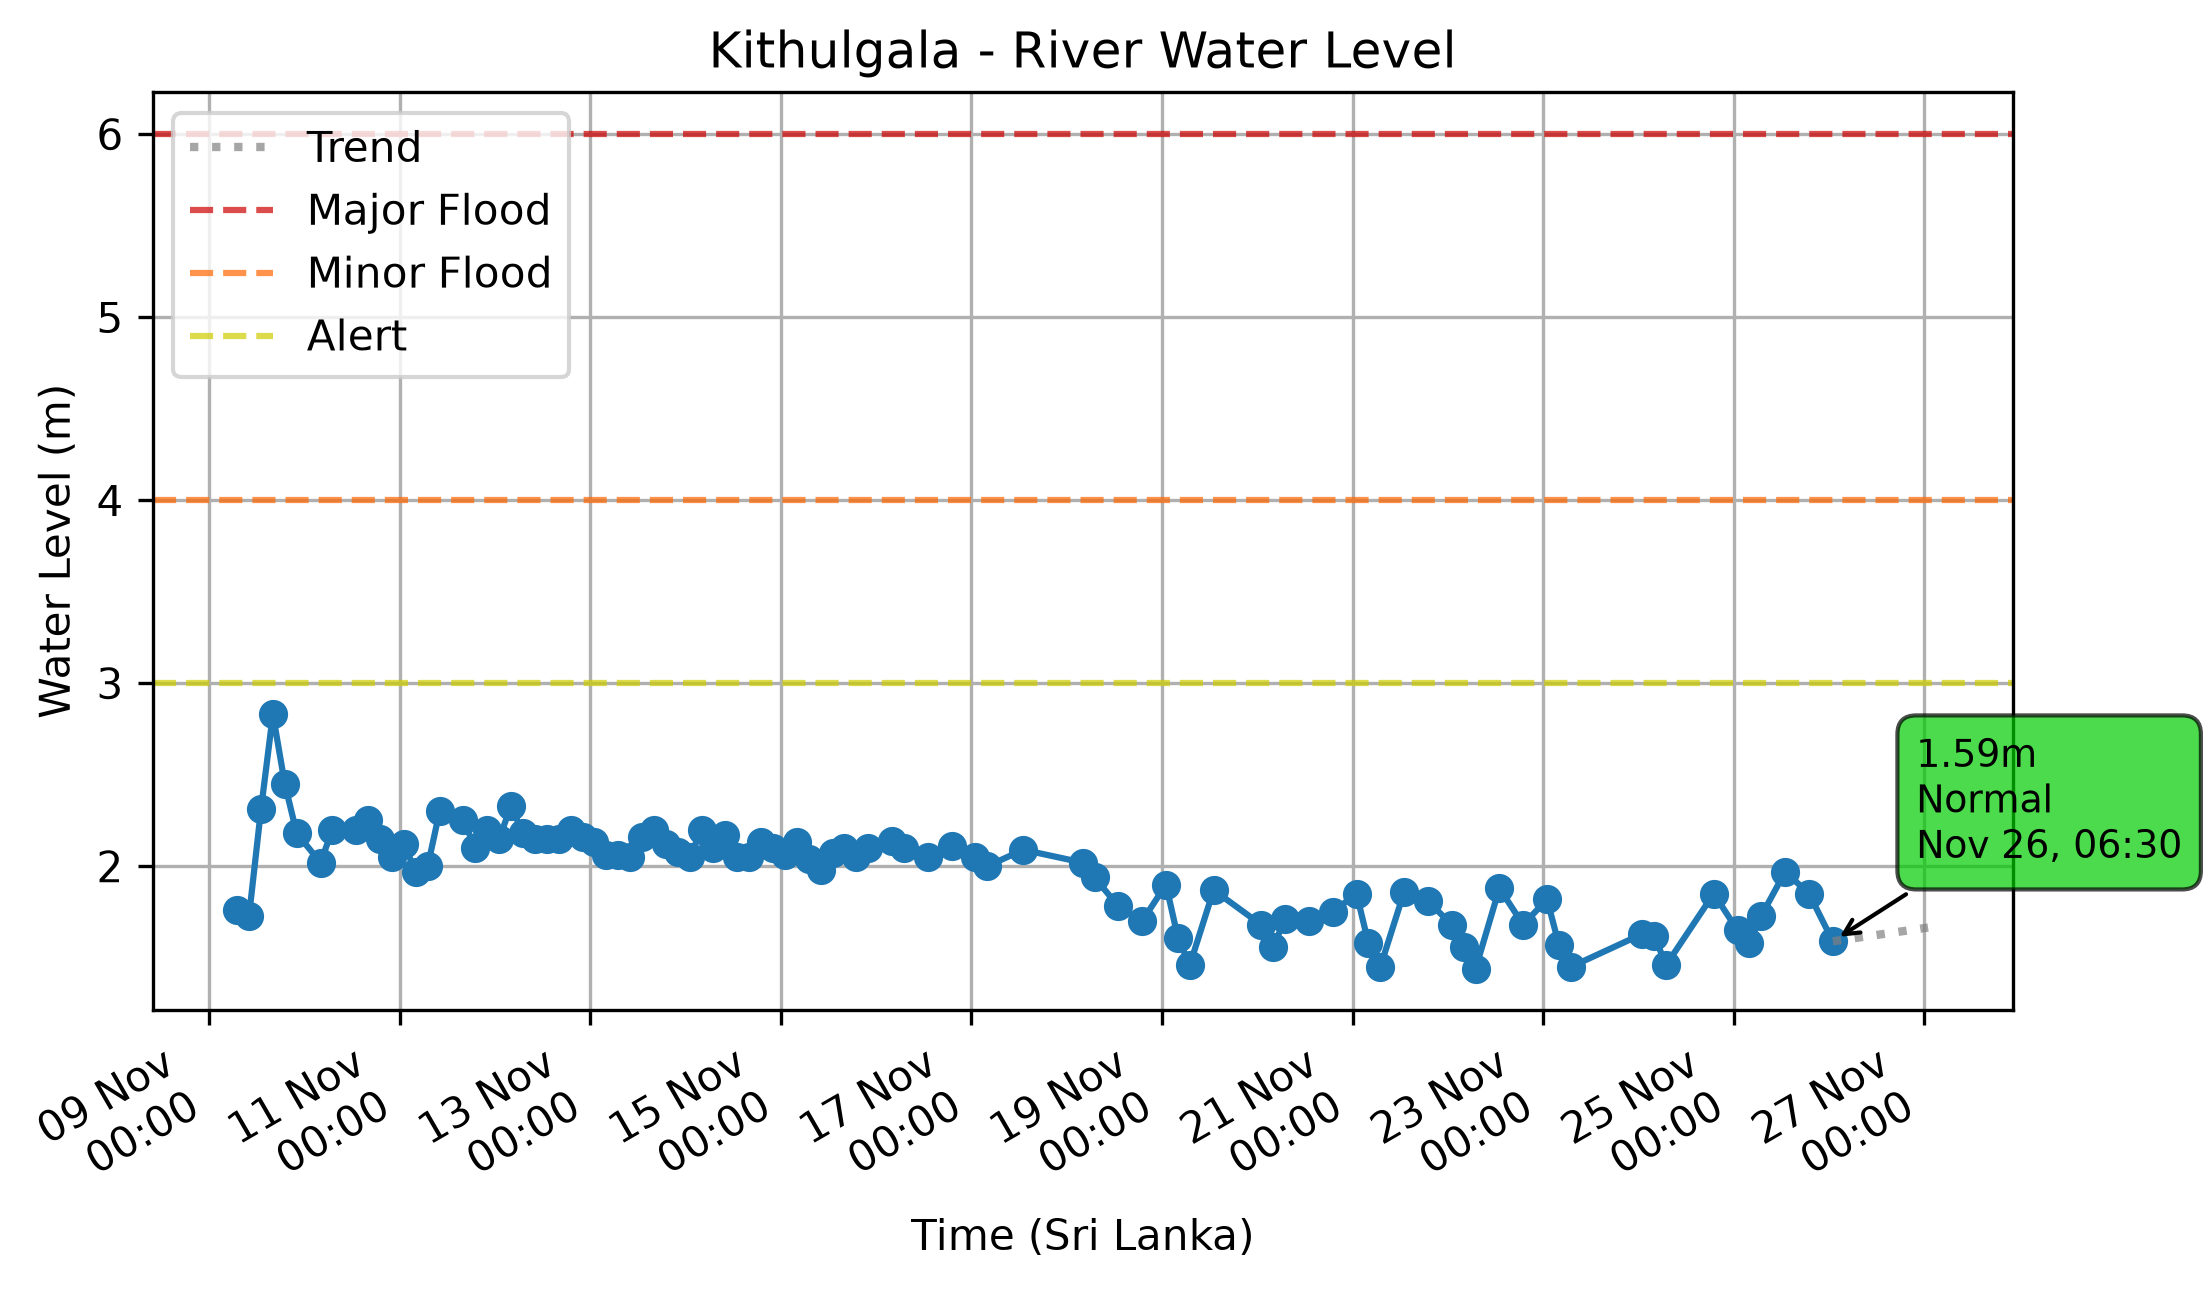 Kithulgala - River Water Level
6
5
4
3
2
Water Level (m)
Trend
Major Flood
Minor Flood
Alert
1.59m
Normal
Nov 26, 06:30
09 Nov
00:00
11 Nov
00:00
13 Nov
00:00
15 Nov
00:00
17 Nov
00:00
19 Nov
00:00
21 Nov
00:00
23 Nov
00:00
25 Nov
00:00
27 Nov
00:00
Time (Sri Lanka)